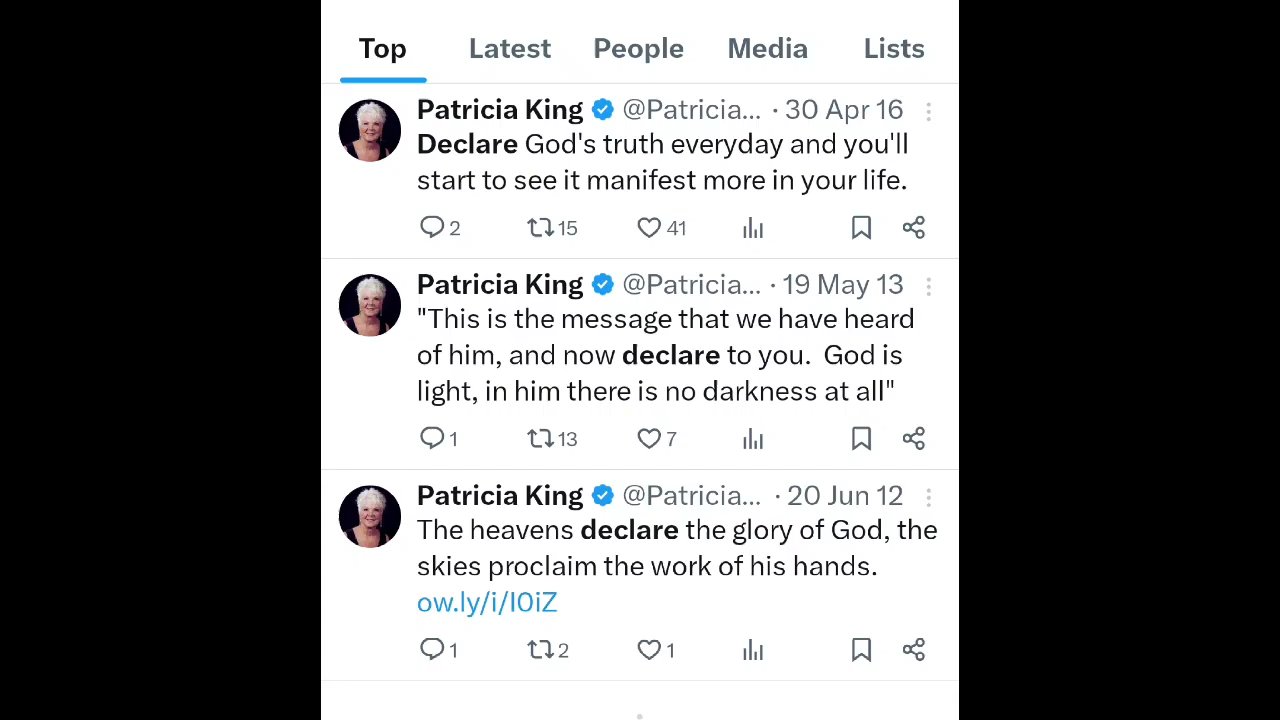 Top Latest People Media Lists
Patricia King @Patricia... · 30 Apr 16
Declare God's truth everyday and you'll
start to see it manifest more in your life.
2 15 41
Patricia King @Patricia... · 19 May 13
"This is the message that we have heard
of him, and now declare to you.  God is
light, in him there is no darkness at all"
1 13 7
Patricia King @Patricia... · 20 Jun 12
The heavens declare the glory of God, the
skies proclaim the work of his hands.
ow.ly/i/I0iZ
1 2 1